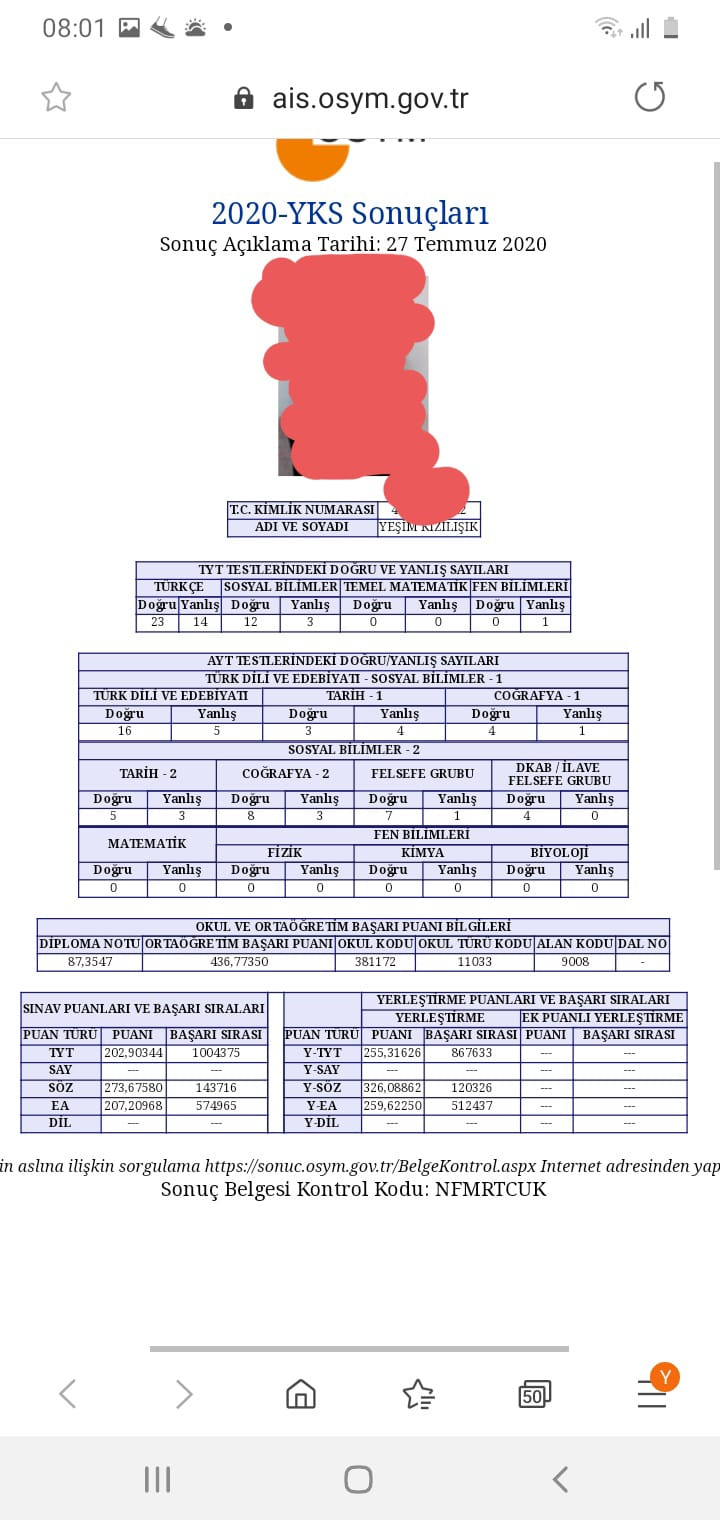 08:01
ais.osym.gov.tr
2020-YKS Sonuçları
Sonuç Açıklama Tarihi: 27 Temmuz 2020
T.C. KİMLİK NUMARASI
ADI VE SOYADI YEŞİM KIZILIŞIK
TYT TESTLERİNDEKİ DOĞRU VE YANLIŞ SAYILARI
TÜRKÇE SOSYAL BİLİMLER TEMEL MATEMATİK FEN BİLİMLERİ
Doğru Yanlış Doğru Yanlış Doğru Yanlış Doğru Yanlış
23 14 12 3 0 0 0 1
AYT TESTLERİNDEKİ DOĞRU/YANLIŞ SAYILARI
TÜRK DİLİ VE EDEBİYATI - SOSYAL BİLİMLER - 1
TÜRK DİLİ VE EDEBİYATI TARİH - 1 COĞRAFYA - 1
Doğru Yanlış Doğru Yanlış Doğru Yanlış
16 5 3 4 4 1
SOSYAL BİLİMLER - 2
TARİH - 2 COĞRAFYA - 2 FELSEFE GRUBU DKAB / İLAVE FELSEFE GRUBU
Doğru Yanlış Doğru Yanlış Doğru Yanlış Doğru Yanlış
5 3 8 3 7 1 4 0
MATEMATİK FEN BİLİMLERİ
FİZİK KİMYA BİYOLOJİ
Doğru Yanlış Doğru Yanlış Doğru Yanlış Doğru Yanlış
0 0 0 0 0 0 0 0
OKUL VE ORTAÖĞRETİM BAŞARI PUANI BİLGİLERİ
DİPLOMA NOTU ORTAÖĞRETİM BAŞARI PUANI OKUL KODU OKUL TÜRÜ KODU ALAN KODU DAL NO
87,3547 436,77350 381172 11033 9008 -
SINAV PUANLARI VE BAŞARI SIRALARI
PUAN TÜRÜ PUANI BAŞARI SIRASI
TYT 202,90344 1004375
SAY --- ---
SÖZ 273,67580 143716
EA 207,20968 574965
DİL --- ---
YERLEŞTİRME PUANLARI VE BAŞARI SIRALARI
YERLEŞTİRME EK PUANLI YERLEŞTİRME
PUAN TÜRÜ PUANI BAŞARI SIRASI PUANI BAŞARI SIRASI
Y-TYT 255,31626 867633 --- ---
Y-SAY --- --- --- ---
Y-SÖZ 326,08862 120326 --- ---
Y-EA 259,62250 512437 --- ---
Y-DİL --- --- --- ---
in aslına ilişkin sorgulama https://sonuc.osym.gov.tr/BelgeKontrol.aspx Internet adresinden yap
Sonuç Belgesi Kontrol Kodu: NFMRTCUK
50
Y